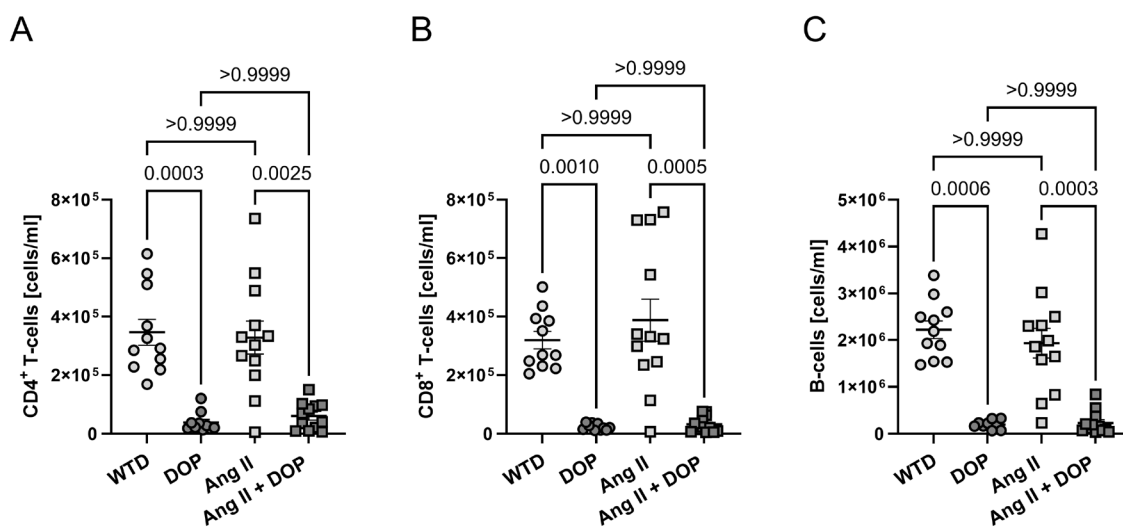 A
>0.9999
>0.9999
0.0003
0.0025
8×10⁵
6×10⁵
4×10⁵
2×10⁵
0
CD4⁺ T-cells [cells/ml]
WTD
DOP
Ang II
Ang II + DOP
B
>0.9999
>0.9999
0.0010
0.0005
8×10⁵
6×10⁵
4×10⁵
2×10⁵
0
CD8⁺ T-cells [cells/ml]
WTD
DOP
Ang II
Ang II + DOP
C
>0.9999
>0.9999
0.0006
0.0003
5×10⁶
4×10⁶
3×10⁶
2×10⁶
1×10⁶
0
B-cells [cells/ml]
WTD
DOP
Ang II
Ang II + DOP